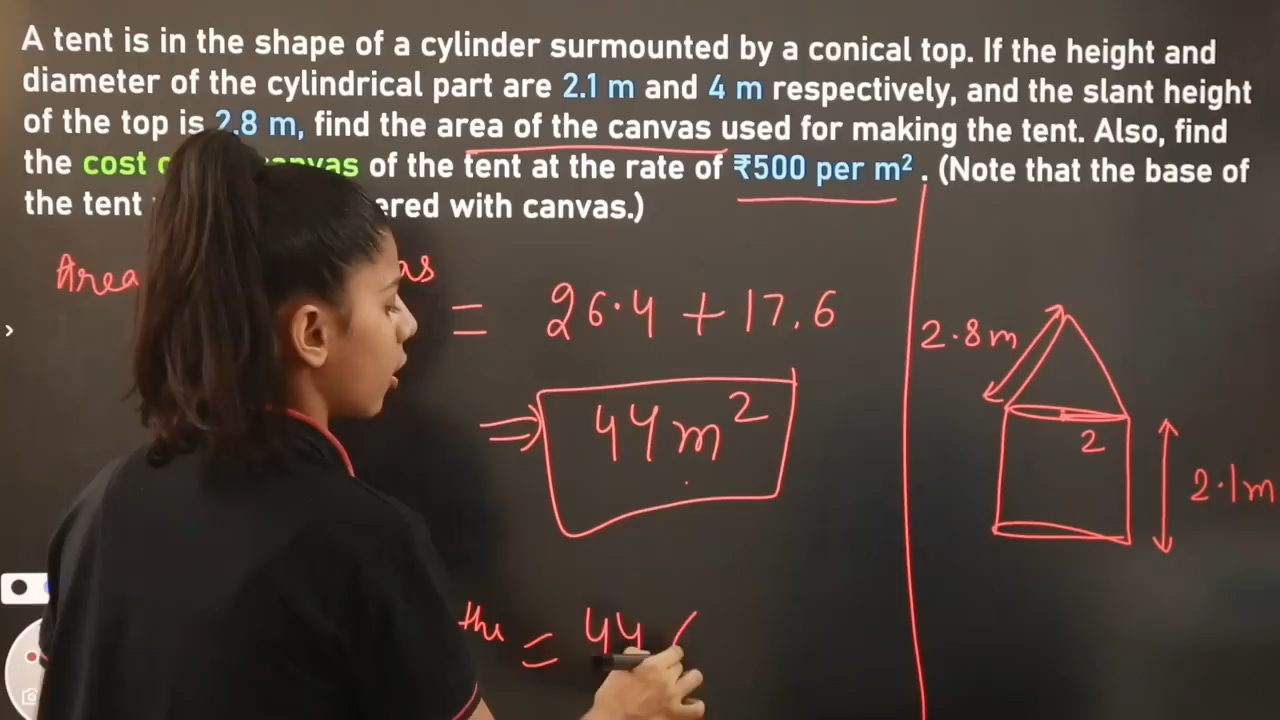 A tent is in the shape of a cylinder surmounted by a conical top. If the height and
diameter of the cylindrical part are 2.1 m and 4 m respectively, and the slant height
of the top is 2.8 m, find the area of the canvas used for making the tent. Also, find
the cost canvas of the tent at the rate of ₹500 per m². (Note that the base of
the tent ered with canvas.)
Area as
= 26.4 + 17.6
⇒ 44 m²
the = 44
2.8m
2
2.1m